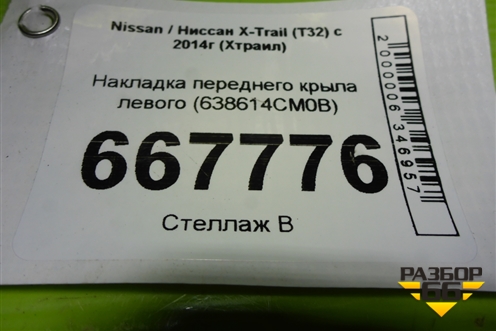 Nissan / Ниссан X-Trail (T32) с
2014г (Хтраил)
Накладка переднего крыла
левого (638614CM0B)
667776
Стеллаж В
2000006346957
РАЗБОР
66